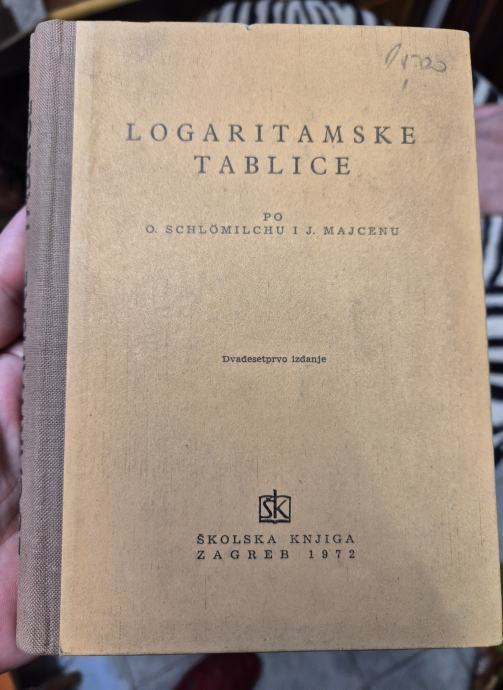 LOGARITAMSKE
TABLICE
PO
O. SCHLÖMILCHU I J. MAJCENU
Dvadesetprvo izdanje
šk
ŠKOLSKA KNJIGA
ZAGREB 1972